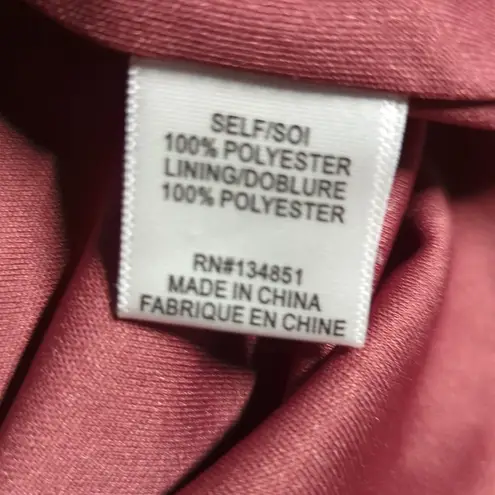 SELF/SOI
100% POLYESTER
LINING/DOBLURE
100% POLYESTER
RN#134851
MADE IN CHINA
FABRIQUE EN CHINE